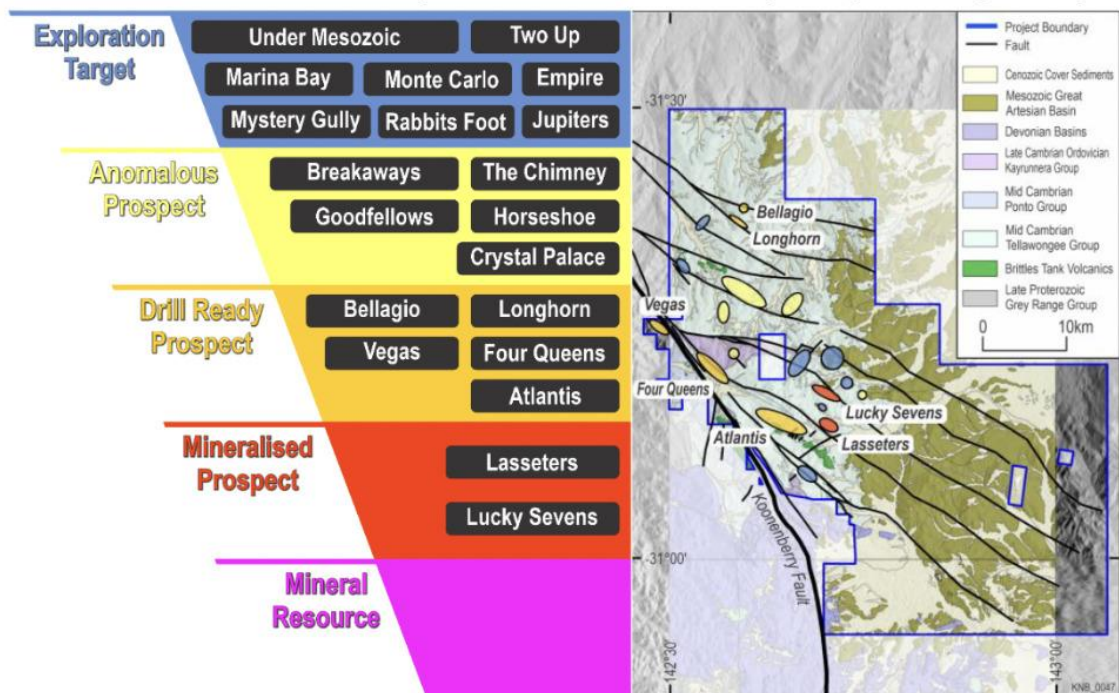 Exploration
Target
Under Mesozoic
Two Up
Marina Bay
Monte Carlo
Empire
Mystery Gully
Rabbits Foot
Jupiters
Anomalous
Prospect
Breakaways
The Chimney
Goodfellows
Horseshoe
Crystal Palace
Drill Ready
Prospect
Bellagio
Longhorn
Vegas
Four Queens
Atlantis
Mineralised
Prospect
Lasseters
Lucky Sevens
Mineral
Resource
-31°30'
Bellagio
Longhorn
Vegas
Four Queens
Lucky Sevens
Atlantis
Lasseters
Koonenberry Fault
-31°00'
142°30'
143°00'
KNB_0047
Project Boundary
Fault
Cenozoic Cover Sediments
Mesozoic Great
Artesian Basin
Devonian Basins
Late Cambrian Ordovician
Kayrunnera Group
Mid Cambrian
Ponto Group
Mid Cambrian
Tellawongee Group
Brittles Tank Volcanics
Late Proterozoic
Grey Range Group
0 10km